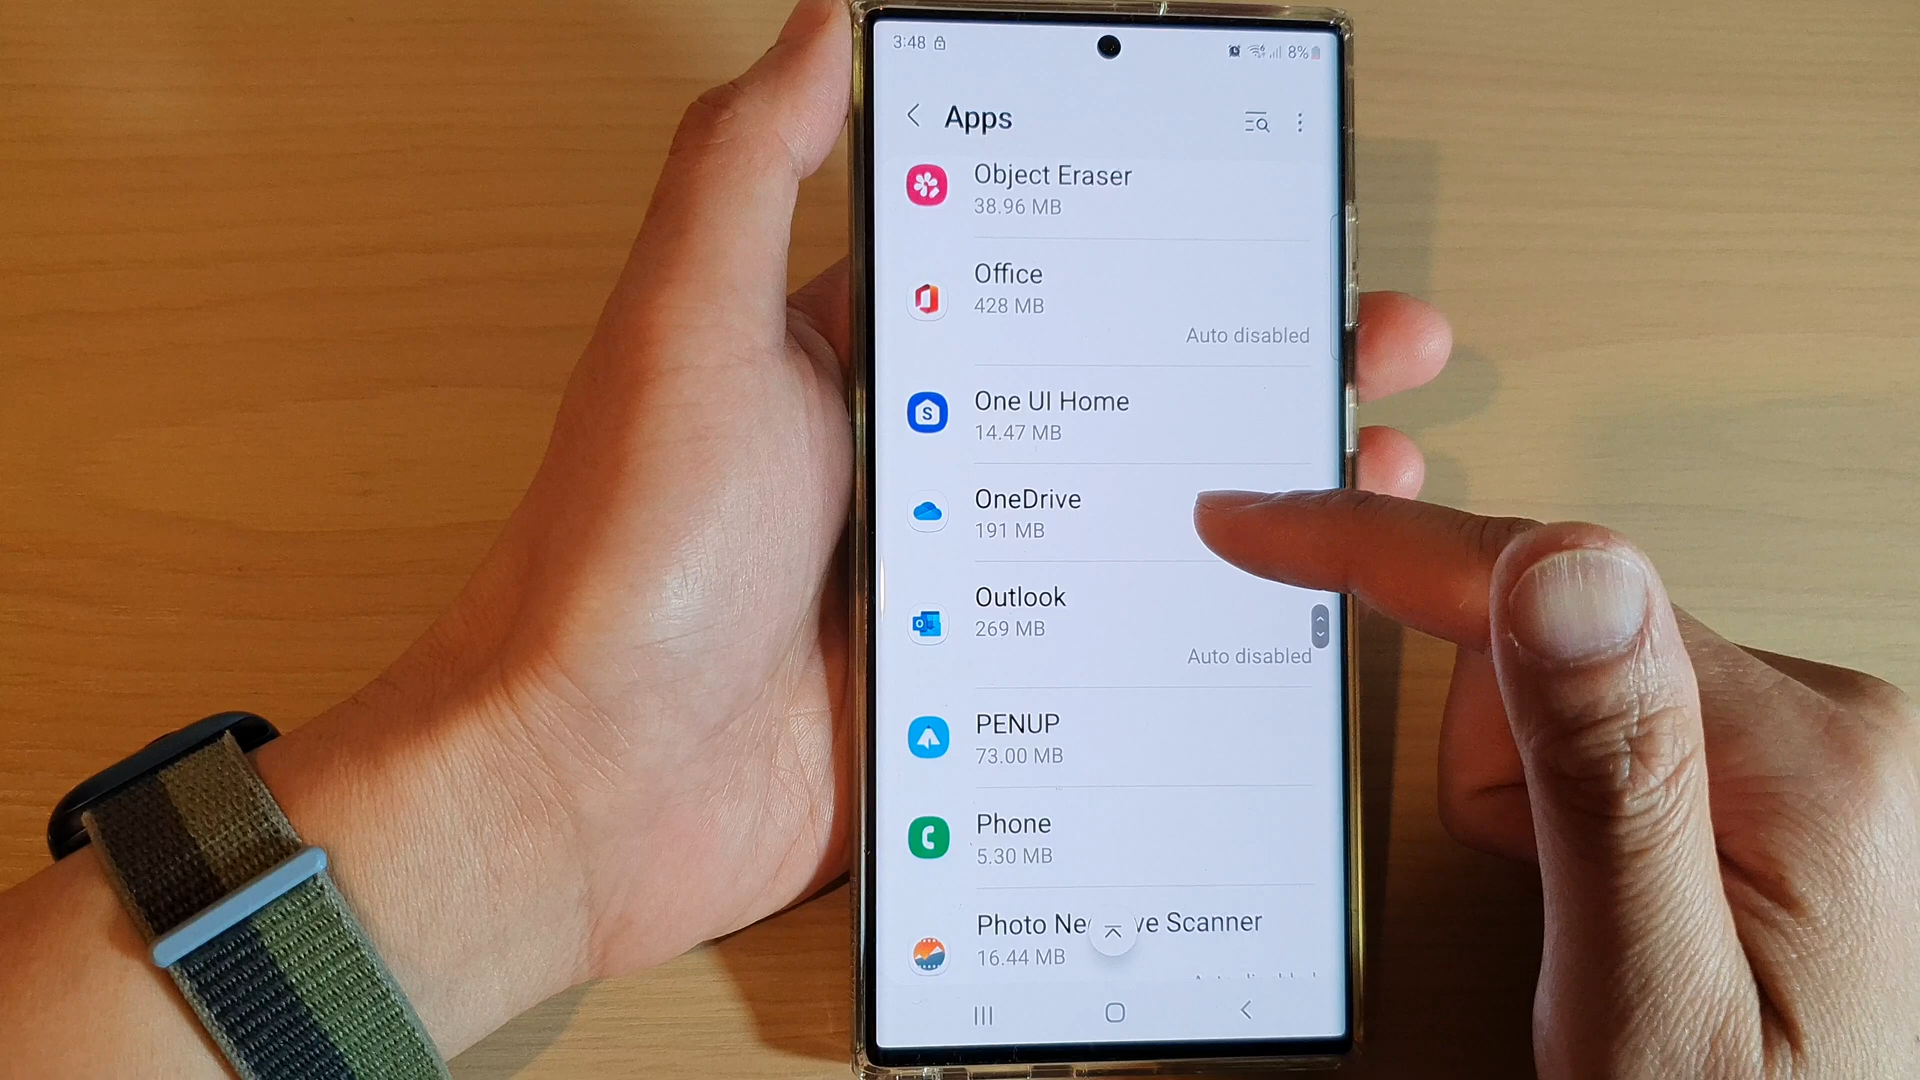 3:48
8%
Apps
Object Eraser
38.96 MB
Office
428 MB
Auto disabled
One UI Home
14.47 MB
OneDrive
191 MB
Outlook
269 MB
Auto disabled
PENUP
73.00 MB
Phone
5.30 MB
Photo Ne ve Scanner
16.44 MB